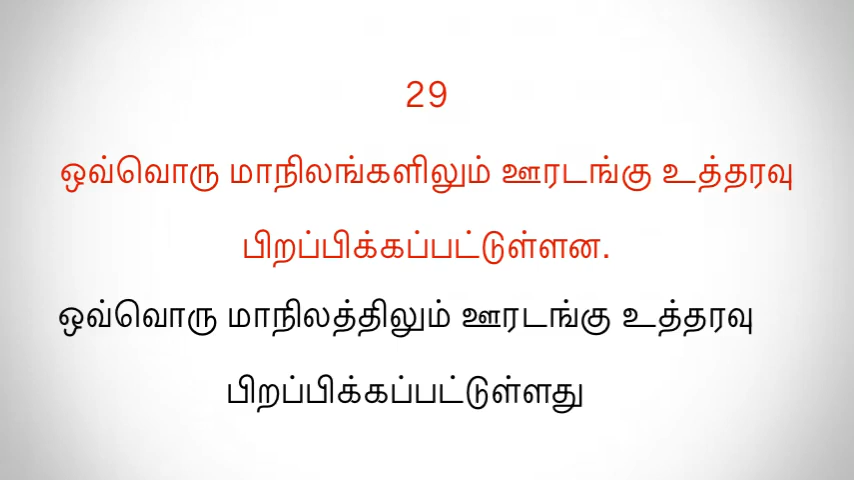 29
ஒவ்வொரு மாநிலங்களிலும் ஊரடங்கு உத்தரவு
பிறப்பிக்கப்பட்டுள்ளன.
ஒவ்வொரு மாநிலத்திலும் ஊரடங்கு உத்தரவு
பிறப்பிக்கப்பட்டுள்ளது